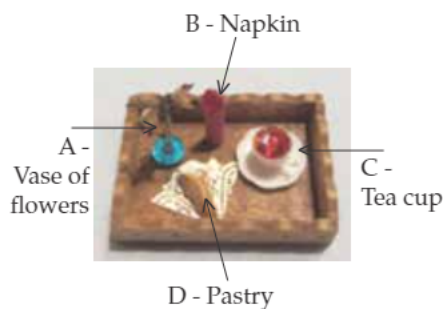 B - Napkin
A -
Vase of
flowers
C -
Tea cup
D - Pastry